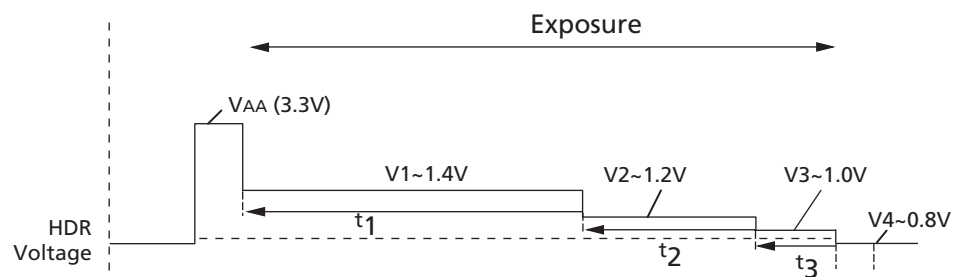 Exposure
VAA (3.3V)
V1~1.4V
V2~1.2V
V3~1.0V
V4~0.8V
HDR
Voltage
t1
t2
t3